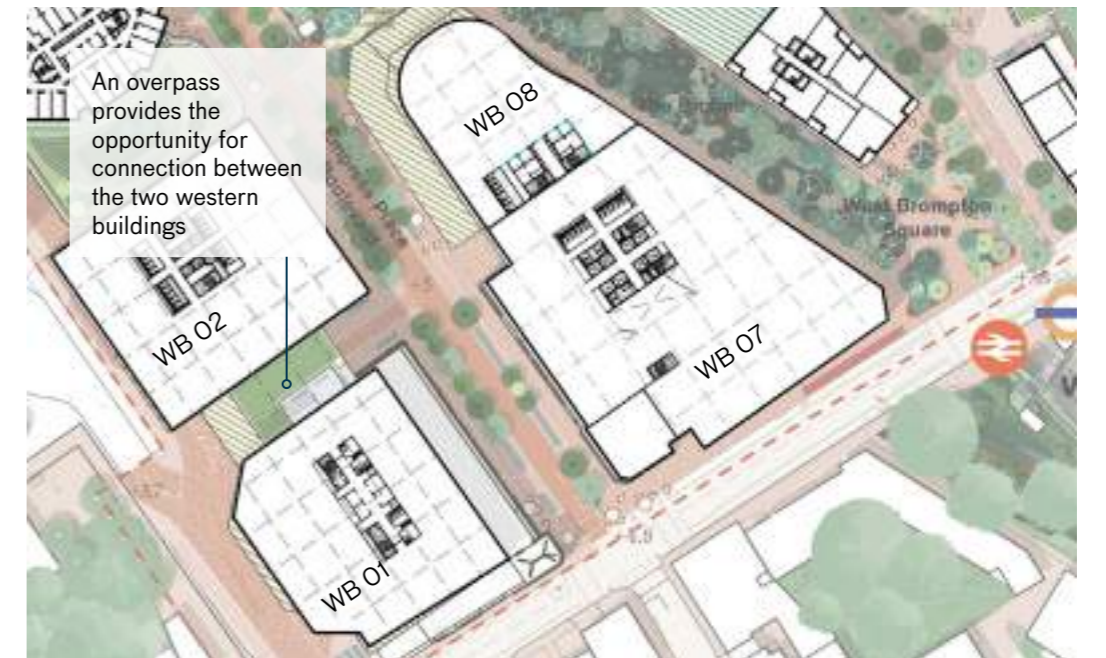 An overpass
provides the
opportunity for
connection between
the two western
buildings
WB 08
West Brompton
Square
WB 02
WB 07
WB 01